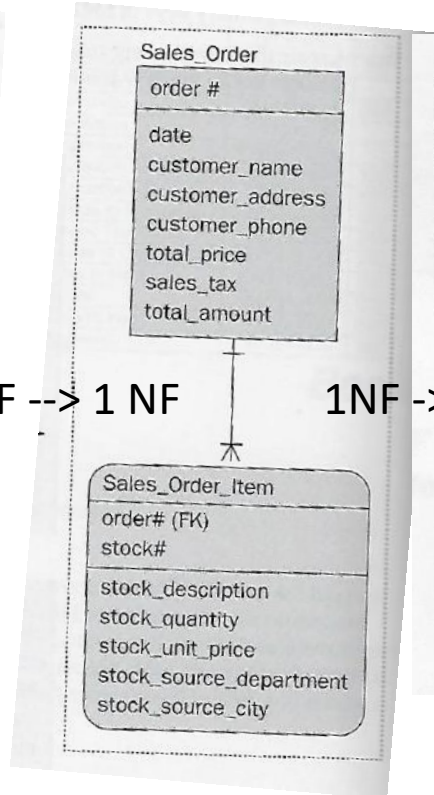 Sales_Order
order #
date
customer_name
customer_address
customer_phone
total_price
sales_tax
total_amount
F --> 1 NF
1NF -
Sales_Order_Item
order# (FK)
stock#
stock_description
stock_quantity
stock_unit_price
stock_source_department
stock_source_city